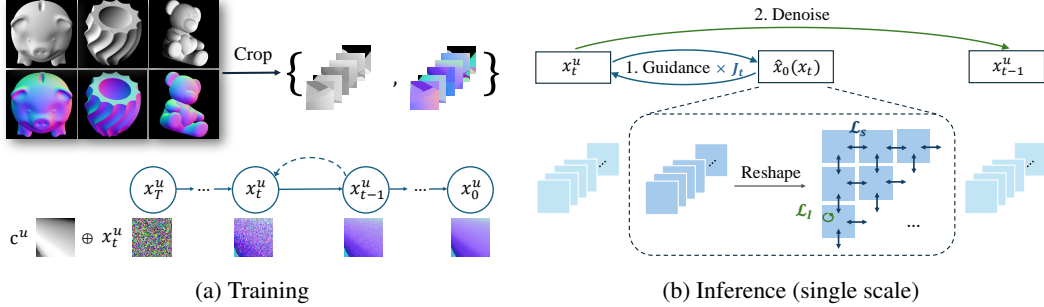 Crop
{ , }
x_T^u ... x_t^u x_{t-1}^u ... x_0^u
c^u ⊕ x_t^u
(a) Training
2. Denoise
x_t^u x̂_0(x_t) x_{t-1}^u
1. Guidance × J_t
ℒ_s
Reshape
ℒ_I
...
(b) Inference (single scale)